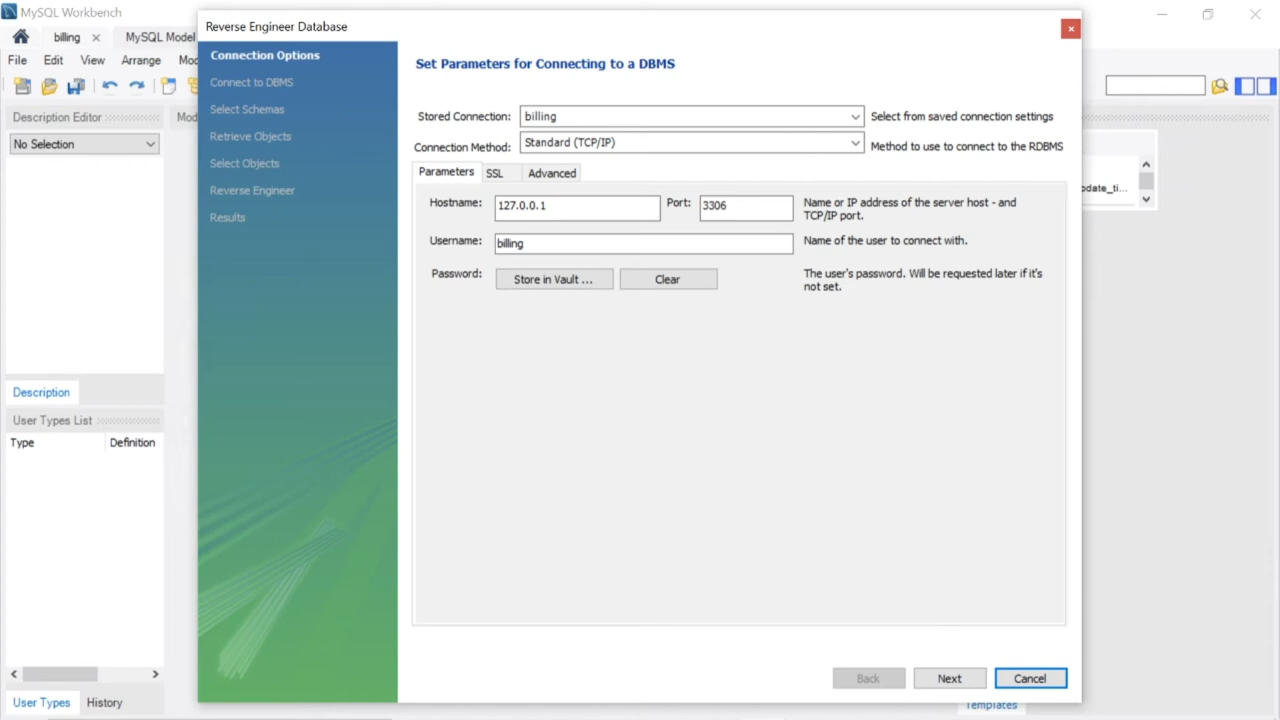 MySQL Workbench
Reverse Engineer Database
billing
MySQL Model
File Edit View Arrange
Description Editor
No Selection
Description
User Types List
Type Definition
User Types History
Connection Options
Connect to DBMS
Select Schemas
Retrieve Objects
Select Objects
Reverse Engineer
Results
Set Parameters for Connecting to a DBMS
Stored Connection: billing Select from saved connection settings
Connection Method: Standard (TCP/IP) Method to use to connect to the RDBMS
Parameters SSL Advanced
Hostname: 127.0.0.1 Port: 3306 Name or IP address of the server host - and
TCP/IP port.
Username: billing Name of the user to connect with.
Password: Store in Vault ... Clear The user's password. Will be requested later if it's
not set.
Back Next Cancel
pdate_ti...
Templates